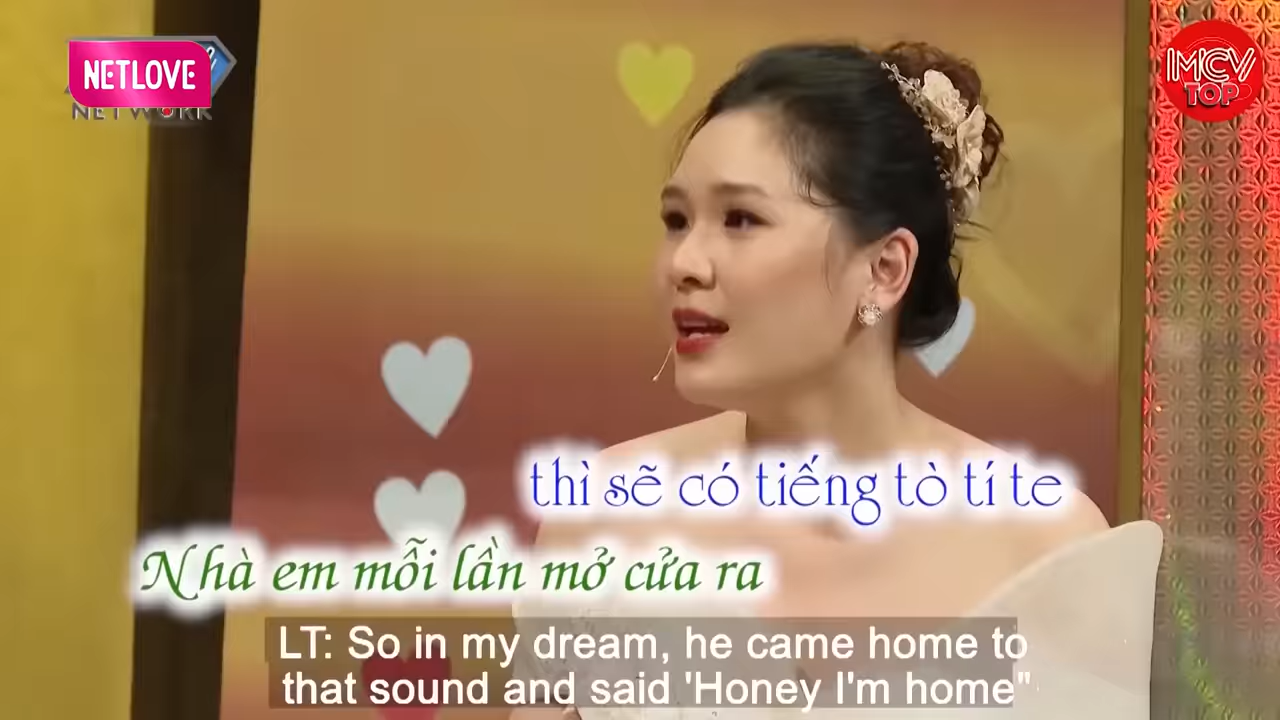 NETLOVE
NETWORK
MCV
TOP
thì sẽ có tiếng tò tí te
Nhà em mỗi lần mở cửa ra
LT: So in my dream, he came home to
that sound and said 'Honey I'm home"